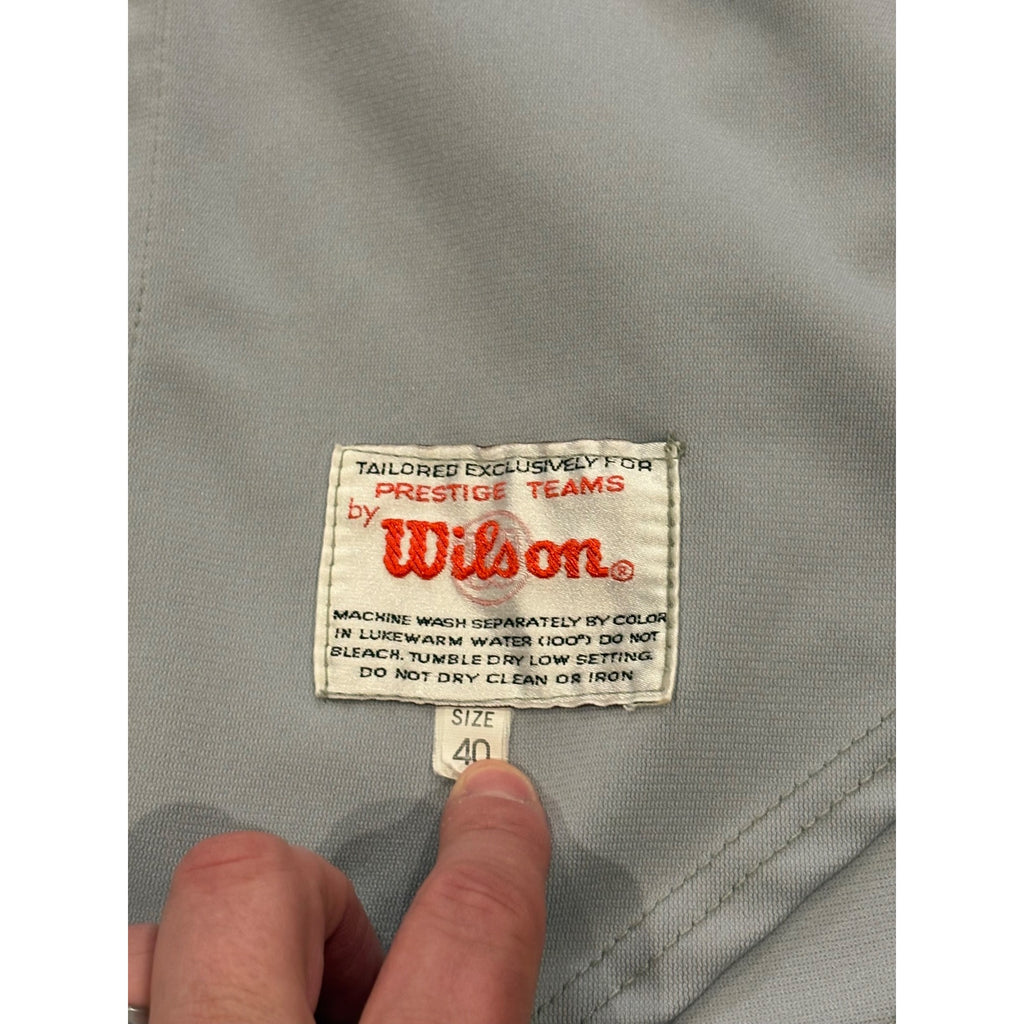 TAILORED EXCLUSIVELY FOR
PRESTIGE TEAMS
by Wilson®
MACHINE WASH SEPARATELY BY COLOR
IN LUKEWARM WATER (100°) DO NOT
BLEACH. TUMBLE DRY LOW SETTING.
DO NOT DRY CLEAN OR IRON
SIZE
40